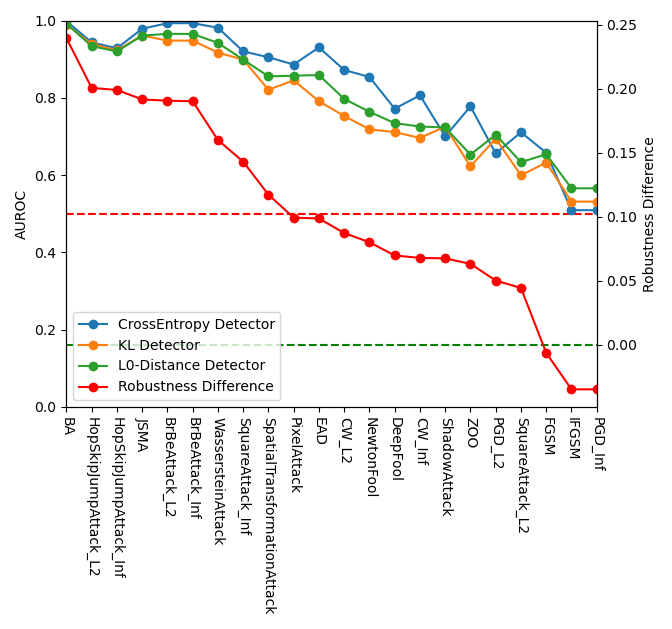 1.0
0.8
0.6
0.4
0.2
0.0
AUROC
0.25
0.20
0.15
0.10
0.05
0.00
Robustness Difference
CrossEntropy Detector
KL Detector
L0-Distance Detector
Robustness Difference
BA
HopSkipJumpAttack_L2
HopSkipJumpAttack_Inf
JSMA
BrBeAttack_L2
BrBeAttack_Inf
WassersteinAttack
SquareAttack_Inf
SpatialTransformationAttack
PixelAttack
EAD
CW_L2
NewtonFool
DeepFool
CW_Inf
ShadowAttack
ZOO
PGD_L2
SquareAttack_L2
FGSM
IFGSM
PGD_Inf